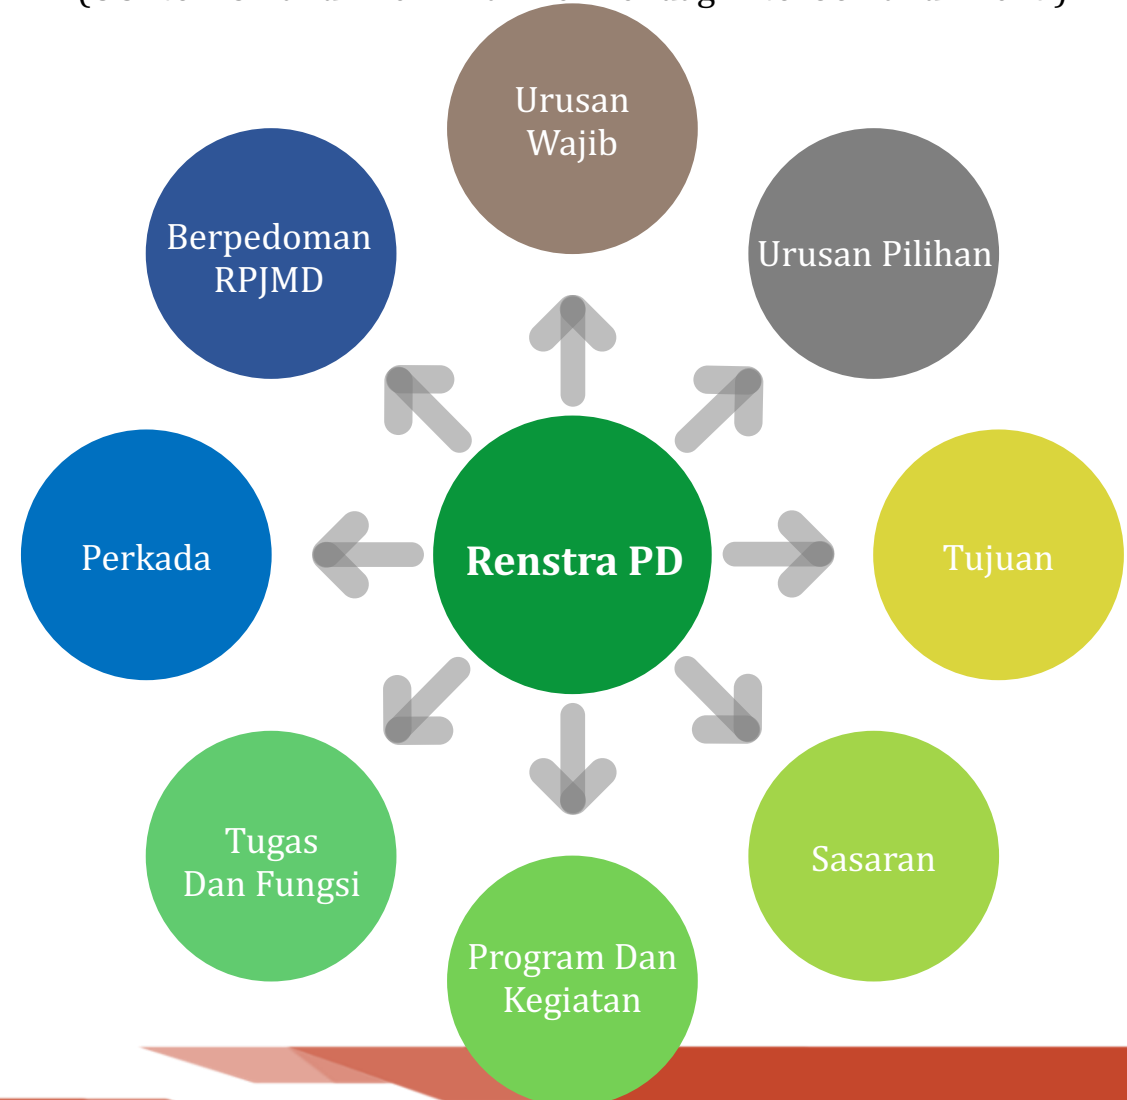 Urusan
Wajib
Urusan Pilihan
Berpedoman
RPJMD
Perkada
Renstra PD
Tujuan
Tugas
Dan Fungsi
Sasaran
Program Dan
Kegiatan